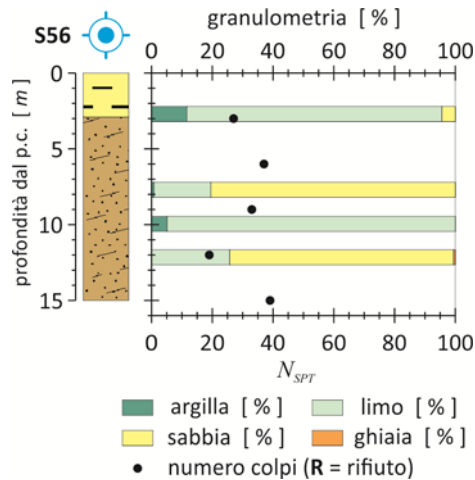 granulometria [ % ]
S56
0 20 40 60 80 100
profondità dal p.c. [ m ]
0
5
10
15
0 20 40 60 80 100
N_SPT
argilla [ % ] limo [ % ]
sabbia [ % ] ghiaia [ % ]
numero colpi (R = rifiuto)